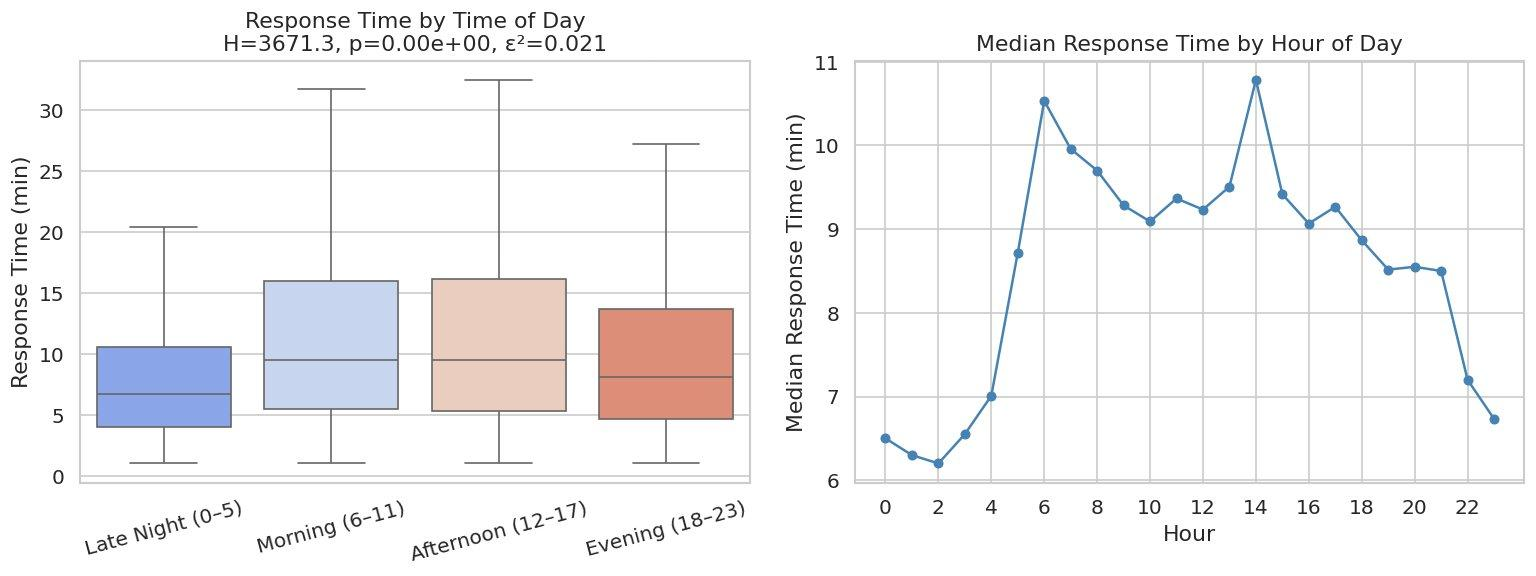 Response Time by Time of Day
H=3671.3, p=0.00e+00, ε²=0.021
Response Time (min)
30
25
20
15
10
5
0
Late Night (0–5)
Morning (6–11)
Afternoon (12–17)
Evening (18–23)
Median Response Time by Hour of Day
Median Response Time (min)
11
10
9
8
7
6
0 2 4 6 8 10 12 14 16 18 20 22
Hour